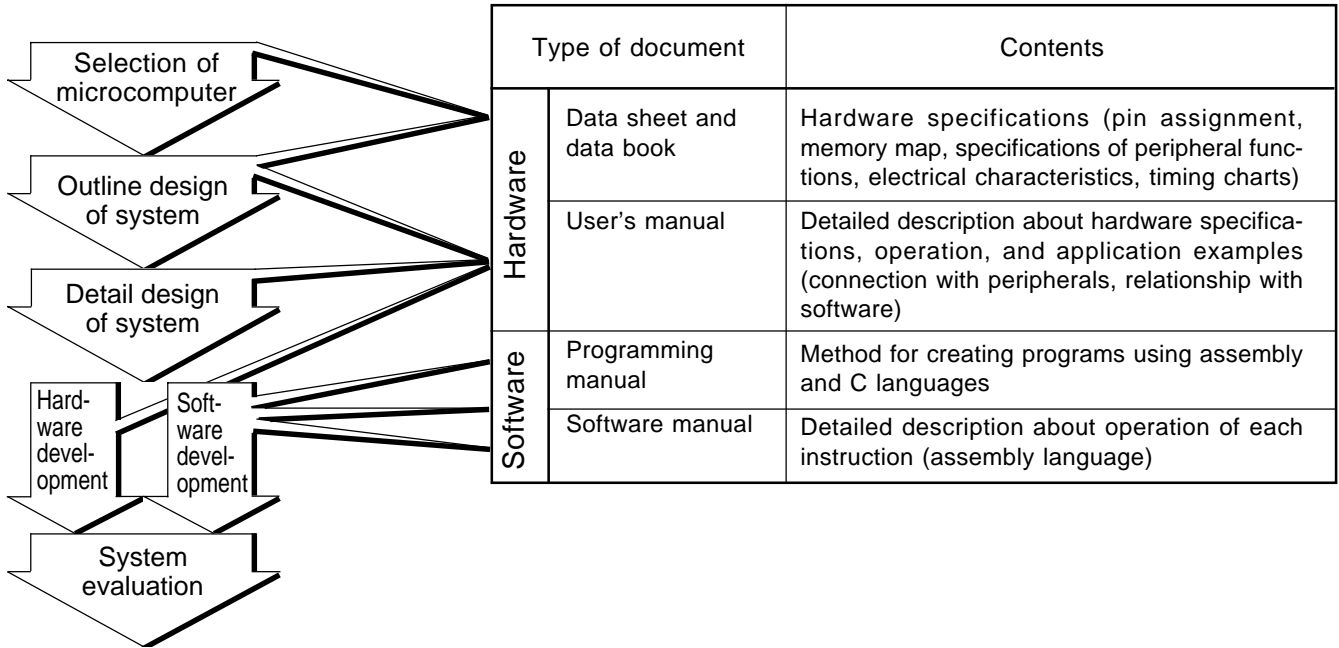 Selection of
microcomputer
Outline design
of system
Detail design
of system
Hard-
ware
devel-
opment
Soft-
ware
devel-
opment
System
evaluation
Type of document
Contents
Hardware
Data sheet and
data book
Hardware specifications (pin assignment,
memory map, specifications of peripheral func-
tions, electrical characteristics, timing charts)
User's manual
Detailed description about hardware specifica-
tions, operation, and application examples
(connection with peripherals, relationship with
software)
Software
Programming
manual
Method for creating programs using assembly
and C languages
Software manual
Detailed description about operation of each
instruction (assembly language)